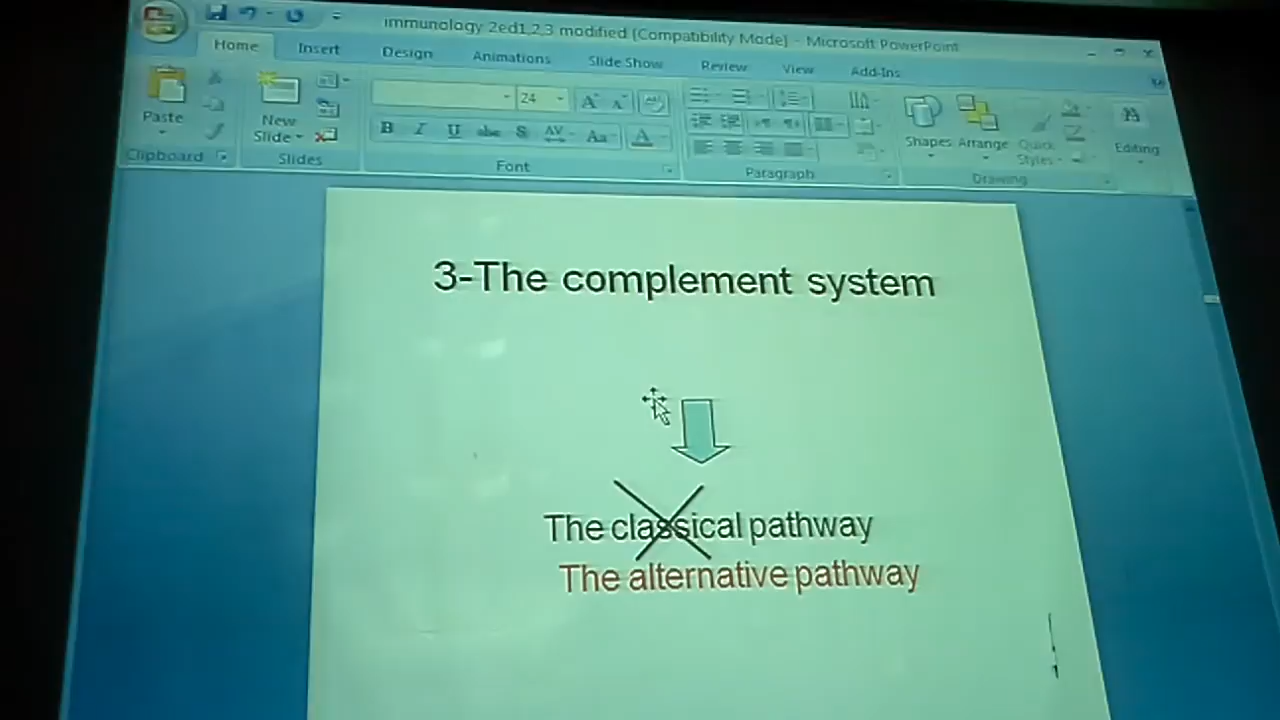 immunology 2ed1,2,3 modified [Compatibility Mode] - Microsoft PowerPoint
Home Insert Design Animations Slide Show Review View Add-Ins
Paste
New Slide
24
B I U abc S AV Aa A
Shapes Arrange Quick Styles
Editing
Clipboard Slides Font Paragraph Drawing
3-The complement system
The classical pathway
The alternative pathway